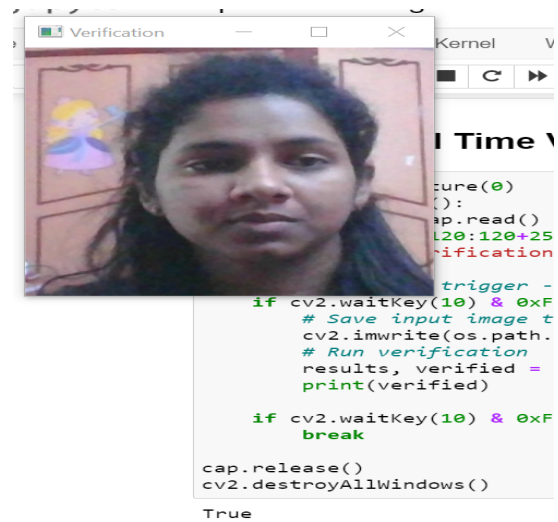 Verification
Kernel
l Time V
ture(0)
():
ap.read()
120:120+25
rification
trigger -
if cv2.waitKey(10) & 0xF
# Save input image t
cv2.imwrite(os.path.
# Run verification
results, verified =
print(verified)
if cv2.waitKey(10) & 0xF
break
cap.release()
cv2.destroyAllWindows()
True